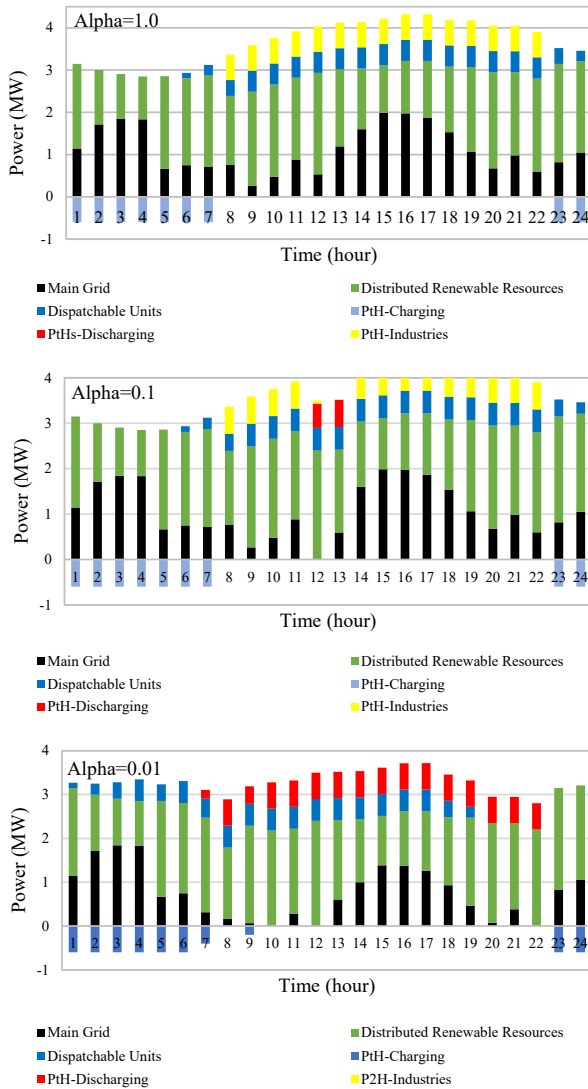 Alpha=1.0
4
3
2
1
0
-1
Power (MW)
1 2 3 4 5 6 7 8 9 10 11 12 13 14 15 16 17 18 19 20 21 22 23 24
Time (hour)
Main Grid
Distributed Renewable Resources
Dispatchable Units
PtH-Charging
PtHs-Discharging
PtH-Industries
Alpha=0.1
4
3
2
1
0
-1
Power (MW)
1 2 3 4 5 6 7 8 9 10 11 12 13 14 15 16 17 18 19 20 21 22 23 24
Time (hour)
Main Grid
Distributed Renewable Resources
Dispatchable Units
PtH-Charging
PtH-Discharging
PtH-Industries
Alpha=0.01
4
3
2
1
0
-1
Power (MW)
1 2 3 4 5 6 7 8 9 10 11 12 13 14 15 16 17 18 19 20 21 22 23 24
Time (hour)
Main Grid
Distributed Renewable Resources
Dispatchable Units
PtH-Charging
PtH-Discharging
P2H-Industries